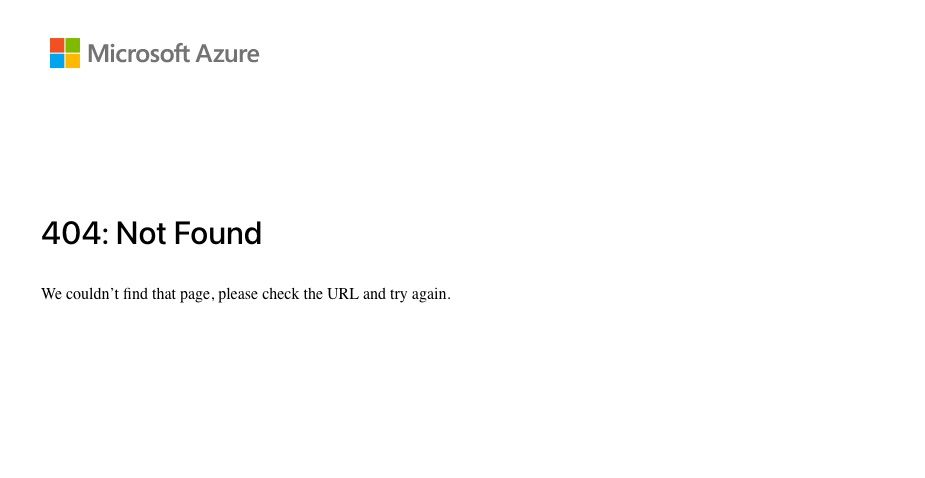 Microsoft Azure
404: Not Found
We couldn’t find that page, please check the URL and try again.